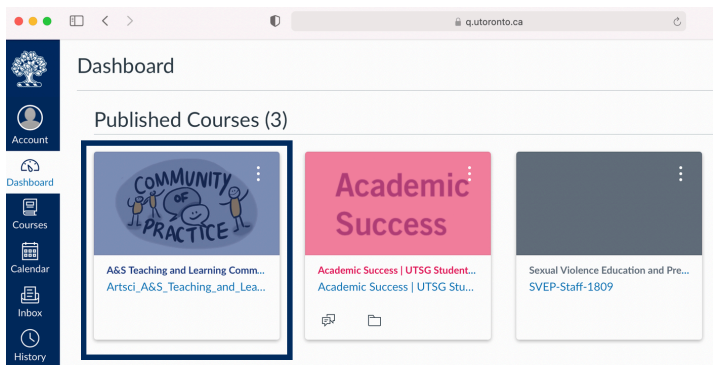 q.utoronto.ca
Dashboard
Published Courses (3)
Account
Dashboard
Courses
Calendar
Inbox
History
COMMUNITY
OF
PRACTICE
A&S Teaching and Learning Comm...
Artsci_A&S_Teaching_and_Lea...
Academic
Success
Academic Success | UTSG Student...
Academic Success | UTSG Stu...
Sexual Violence Education and Pre...
SVEP-Staff-1809